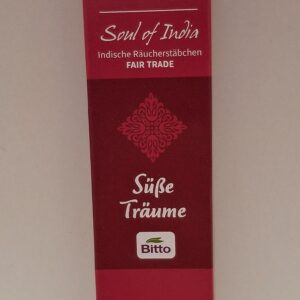 Soul of India
Indische Räucherstäbchen
FAIR TRADE
Süße
Träume
Bitto